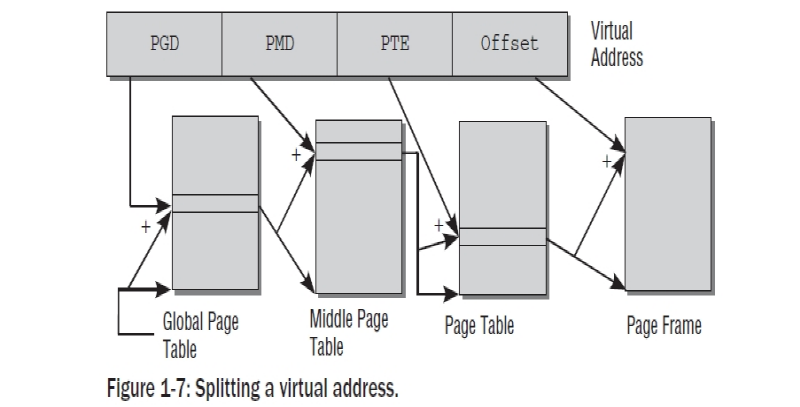 PGD PMD PTE Offset
Virtual
Address
+
+
+
+
Global Page
Table
Middle Page
Table
Page Table
Page Frame
Figure 1-7: Splitting a virtual address.